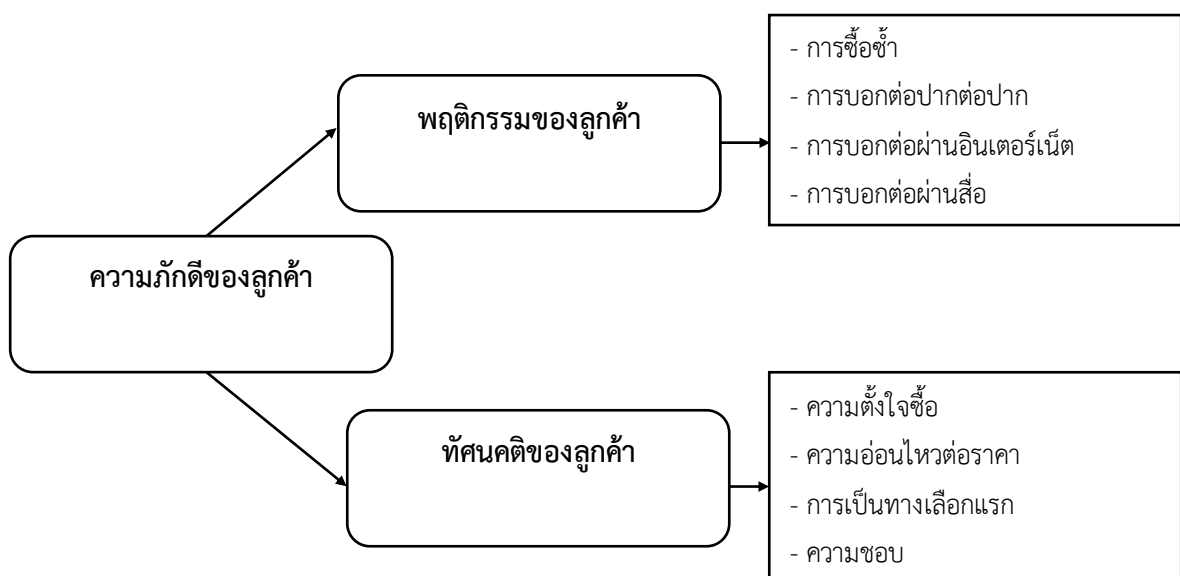 ความภักดีของลูกค้า
พฤติกรรมของลูกค้า
- การซื้อซ้ำ
- การบอกต่อปากต่อปาก
- การบอกต่อผ่านอินเตอร์เน็ต
- การบอกต่อผ่านสื่อ
ทัศนคติของลูกค้า
- ความตั้งใจซื้อ
- ความอ่อนไหวต่อราคา
- การเป็นทางเลือกแรก
- ความชอบ